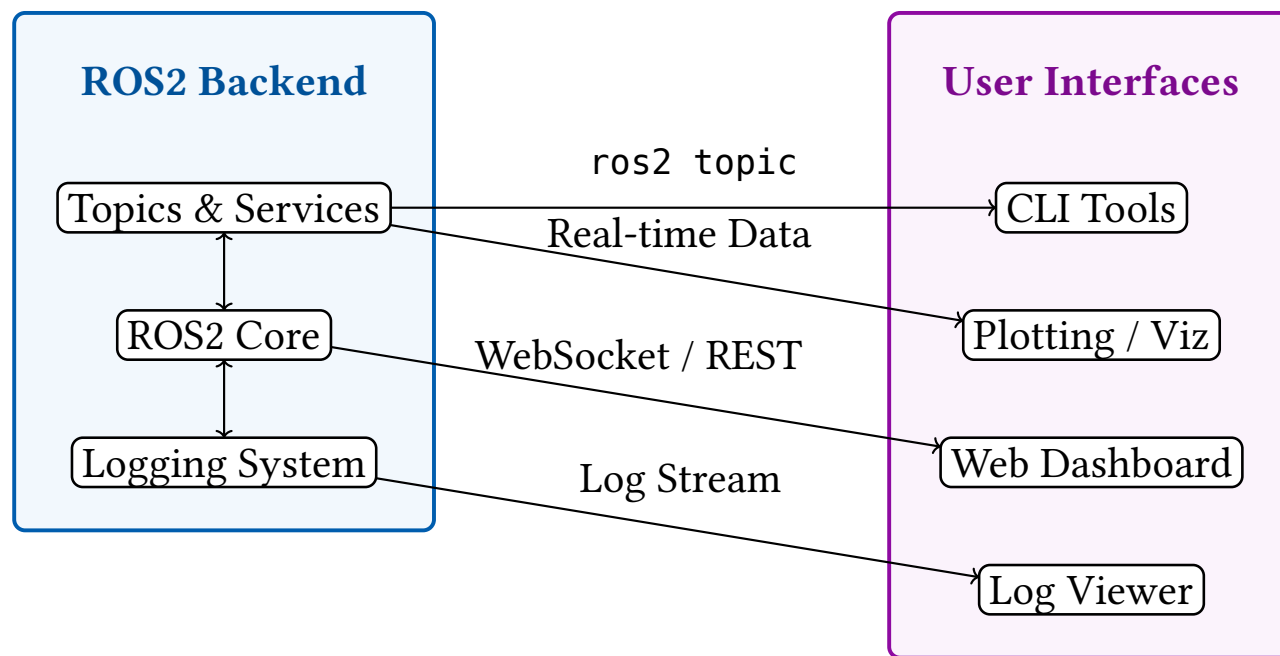 ROS2 Backend
User Interfaces
ros2 topic
Topics & Services
CLI Tools
Real-time Data
ROS2 Core
Plotting / Viz
WebSocket / REST
Logging System
Web Dashboard
Log Stream
Log Viewer